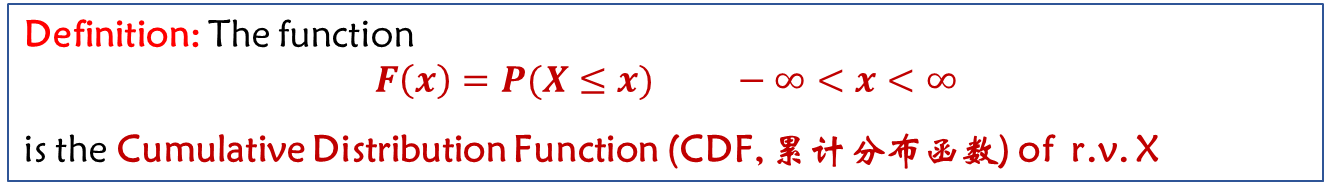 Definition: The function
F(x) = P(X ≤ x) − ∞ < x < ∞
is the Cumulative Distribution Function (CDF, 累计分布函数) of r.v. X